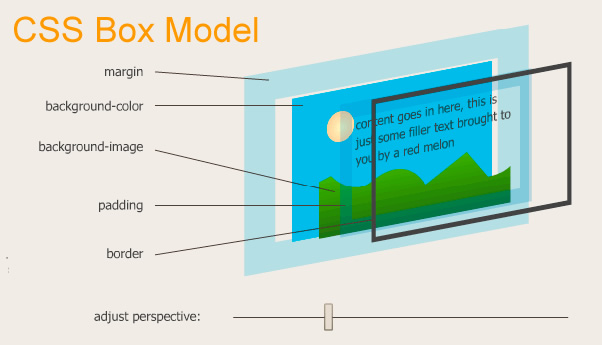 CSS Box Model
margin
background-color
background-image
padding
border
content goes in here, this is
just some filler text brought to
you by a red melon
adjust perspective: